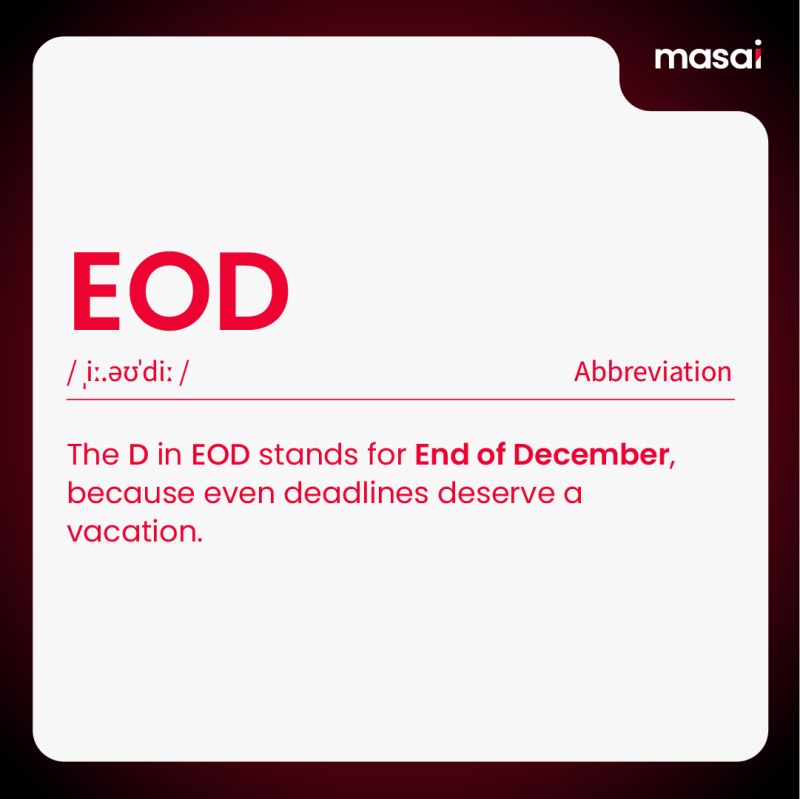 masai
EOD
/ ˌiː.əʊˈdiː /
Abbreviation
The D in EOD stands for End of December,
because even deadlines deserve a
vacation.